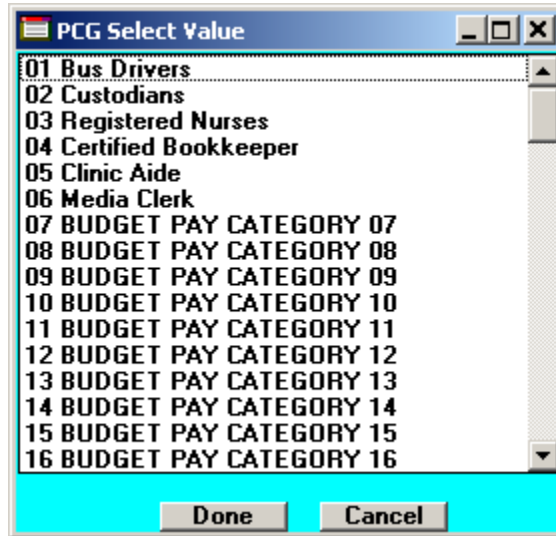 PCG Select Value
01 Bus Drivers
02 Custodians
03 Registered Nurses
04 Certified Bookkeeper
05 Clinic Aide
06 Media Clerk
07 BUDGET PAY CATEGORY 07
08 BUDGET PAY CATEGORY 08
09 BUDGET PAY CATEGORY 09
10 BUDGET PAY CATEGORY 10
11 BUDGET PAY CATEGORY 11
12 BUDGET PAY CATEGORY 12
13 BUDGET PAY CATEGORY 13
14 BUDGET PAY CATEGORY 14
15 BUDGET PAY CATEGORY 15
16 BUDGET PAY CATEGORY 16
Done Cancel